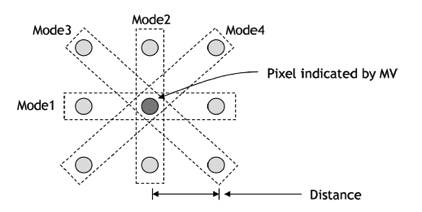 Mode2
Mode3
Mode4
Pixel indicated by MV
Mode1
Distance